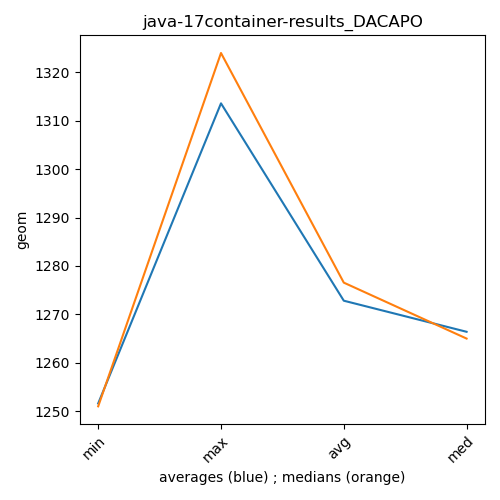 java-17container-results_DACAPO
1320
1310
1300
1290
1280
1270
1260
1250
geom
min
max
avg
med
averages (blue) ; medians (orange)